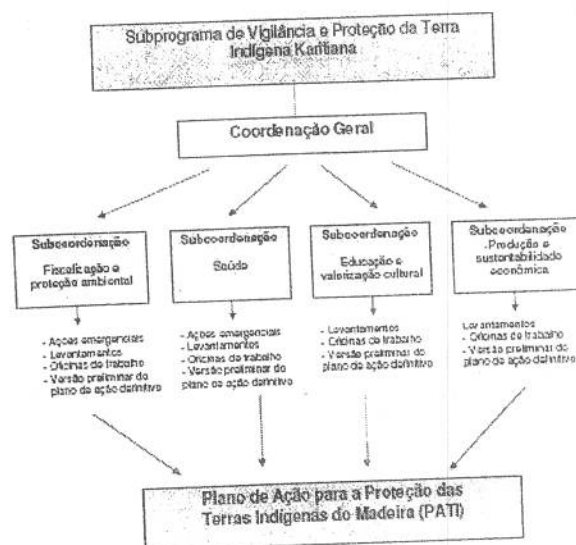 Subprograma de Vigilância e Proteção da Terra
Indígena Karitiana
Coordenação Geral
Subcoordenação
Fiscalização e
proteção ambiental
Subcoordenação
Saúde
Subcoordenação
Educação e
valorização cultural
Subcoordenação
-Produção e
sustentabilidade
econômica
- Ações emergenciais
- Levantamentos
- Oficinas de trabalho
- Versão preliminar do
plano de ação definitivo
- Ações emergenciais
- Levantamentos
- Oficinas de trabalho
- Versão preliminar do
plano de ação definitivo
- Levantamentos
- Oficinas de trabalho
- Versão preliminar do
plano de ação definitivo
Levantamentos
- Oficinas de trabalho
- Versão preliminar do
plano de ação definitivo
Plano de Ação para a Proteção das
Terras Indígenas do Madeira (PATI)